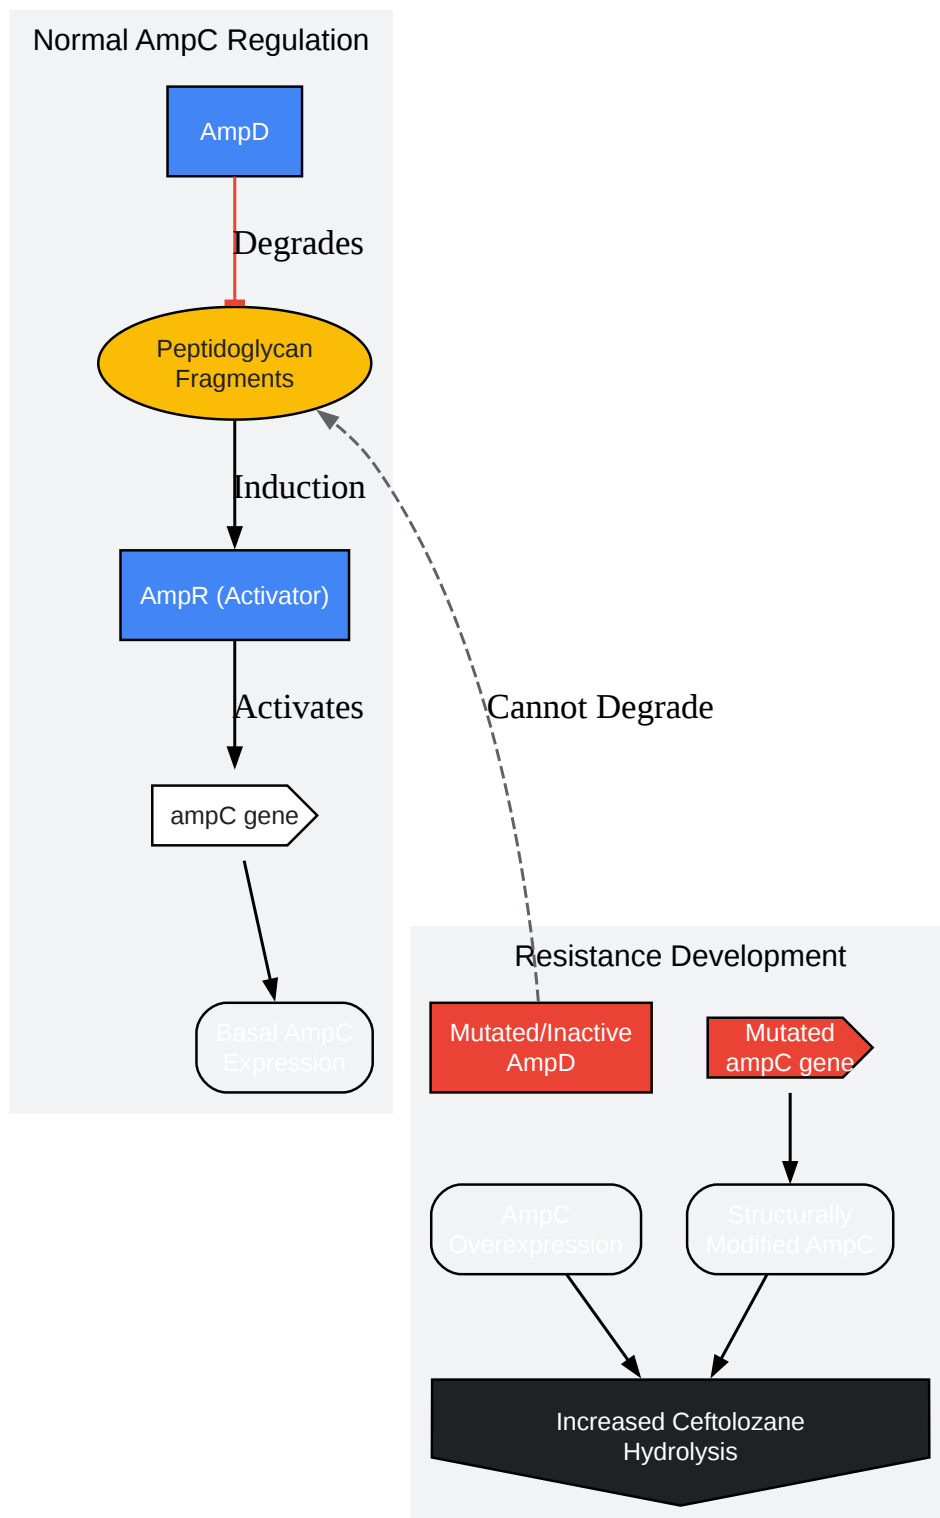 Normal AmpC Regulation
AmpD
Degrades
Peptidoglycan
Fragments
Induction
AmpR (Activator)
Activates
Cannot Degrade
ampC gene
Basal AmpC
Expression
Resistance Development
Mutated/Inactive
AmpD
Mutated
ampC gene
AmpC
Overexpression
Structurally
Modified AmpC
Increased Ceftolozane
Hydrolysis